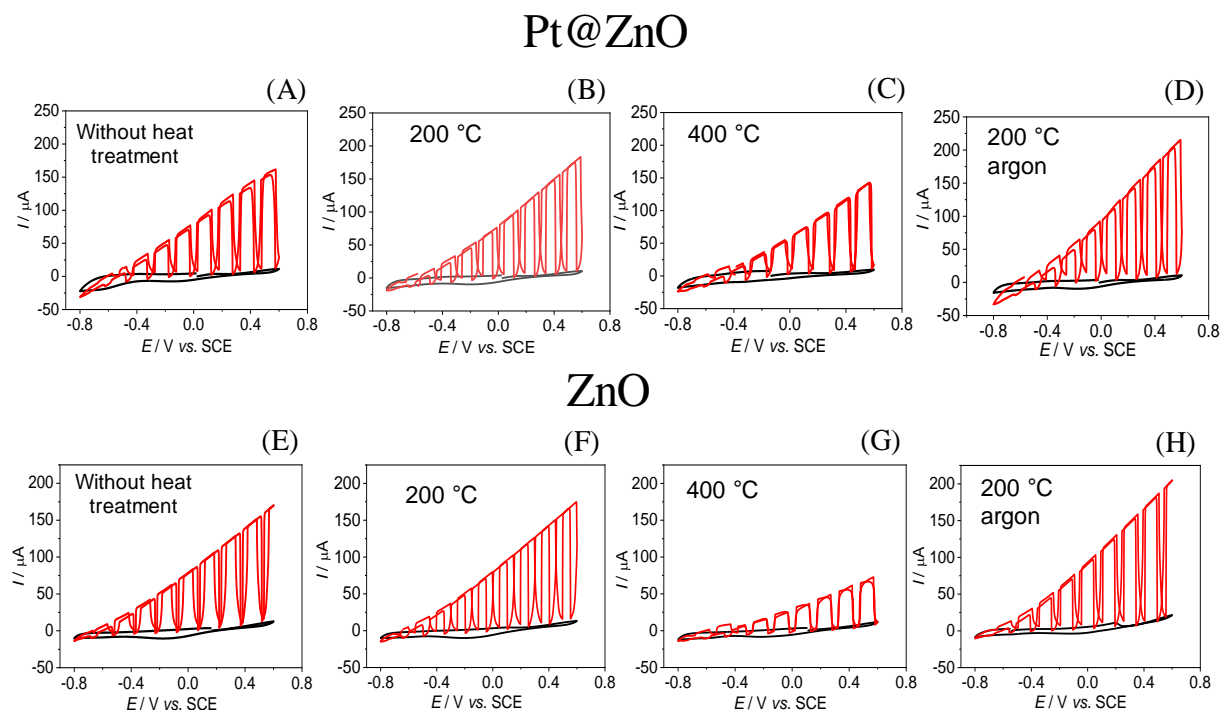 Pt@ZnO
(A)
(B)
(C)
(D)
Without heat
treatment
200 °C
400 °C
200 °C
argon
250
200
150
100
50
0
-50
I / μA
-0.8 -0.4 0.0 0.4 0.8
E / V vs. SCE
250
200
150
100
50
0
-50
I / μA
-0.8 -0.4 0.0 0.4 0.8
E / V vs. SCE
250
200
150
100
50
0
-50
I / μA
-0.8 -0.4 0.0 0.4 0.8
E / V vs. SCE
250
200
150
100
50
0
-50
I / μA
-0.8 -0.4 0.0 0.4 0.8
E / V vs. SCE
ZnO
(E)
(F)
(G)
(H)
Without heat
treatment
200 °C
400 °C
200 °C
argon
200
150
100
50
0
-50
I / μA
-0.8 -0.4 0.0 0.4 0.8
E / V vs. SCE
200
150
100
50
0
-50
I / μA
-0.8 -0.4 0.0 0.4 0.8
E / V vs. SCE
200
150
100
50
0
-50
I / μA
-0.8 -0.4 0.0 0.4 0.8
E / V vs. SCE
200
150
100
50
0
-50
I / μA
-0.8 -0.4 0.0 0.4 0.8
E / V vs. SCE